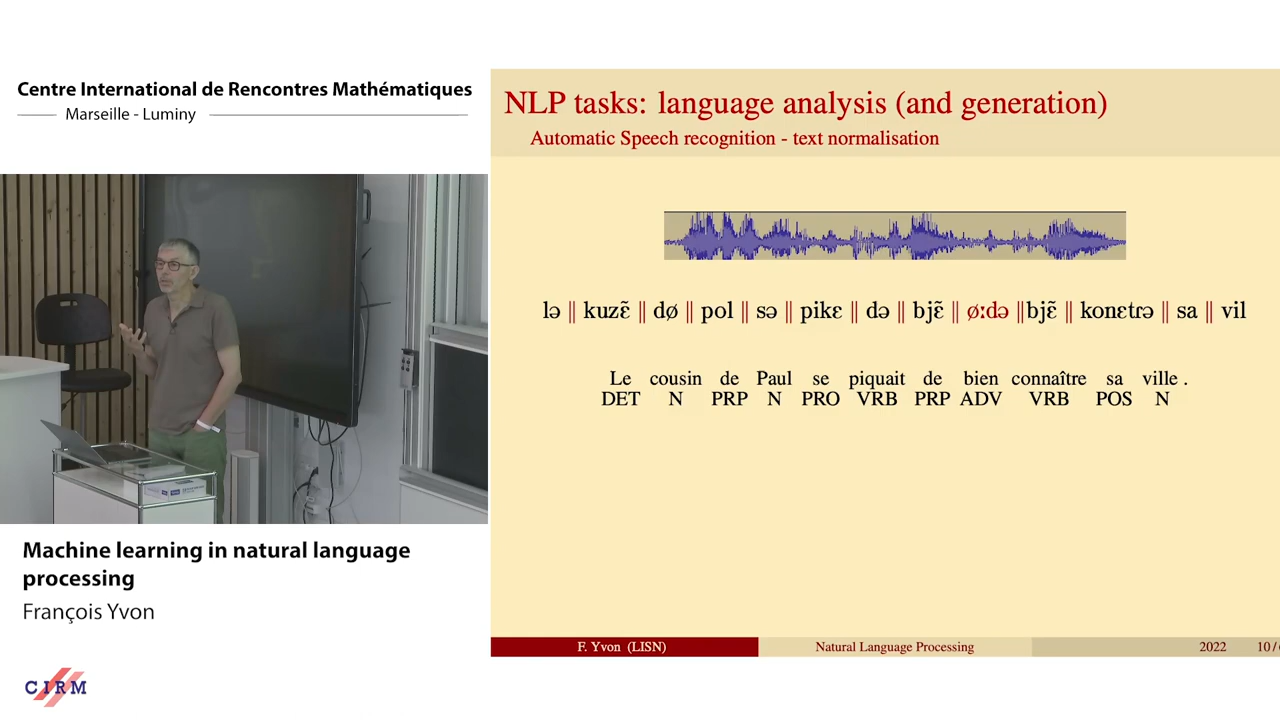 Centre International de Rencontres Mathématiques
Marseille - Luminy
NLP tasks: language analysis (and generation)
Automatic Speech recognition - text normalisation
lə || kuzɛ̃ || dø || pol || sə || pikɛ || də || bjɛ̃ || øːdə ||bjɛ̃ || konɛtrə || sa || vil
Le cousin de Paul se piquait de bien connaître sa ville .
DET N PRP N PRO VRB PRP ADV VRB POS N
Machine learning in natural language
processing
François Yvon
F. Yvon (LISN) Natural Language Processing 2022 10/
CIRM